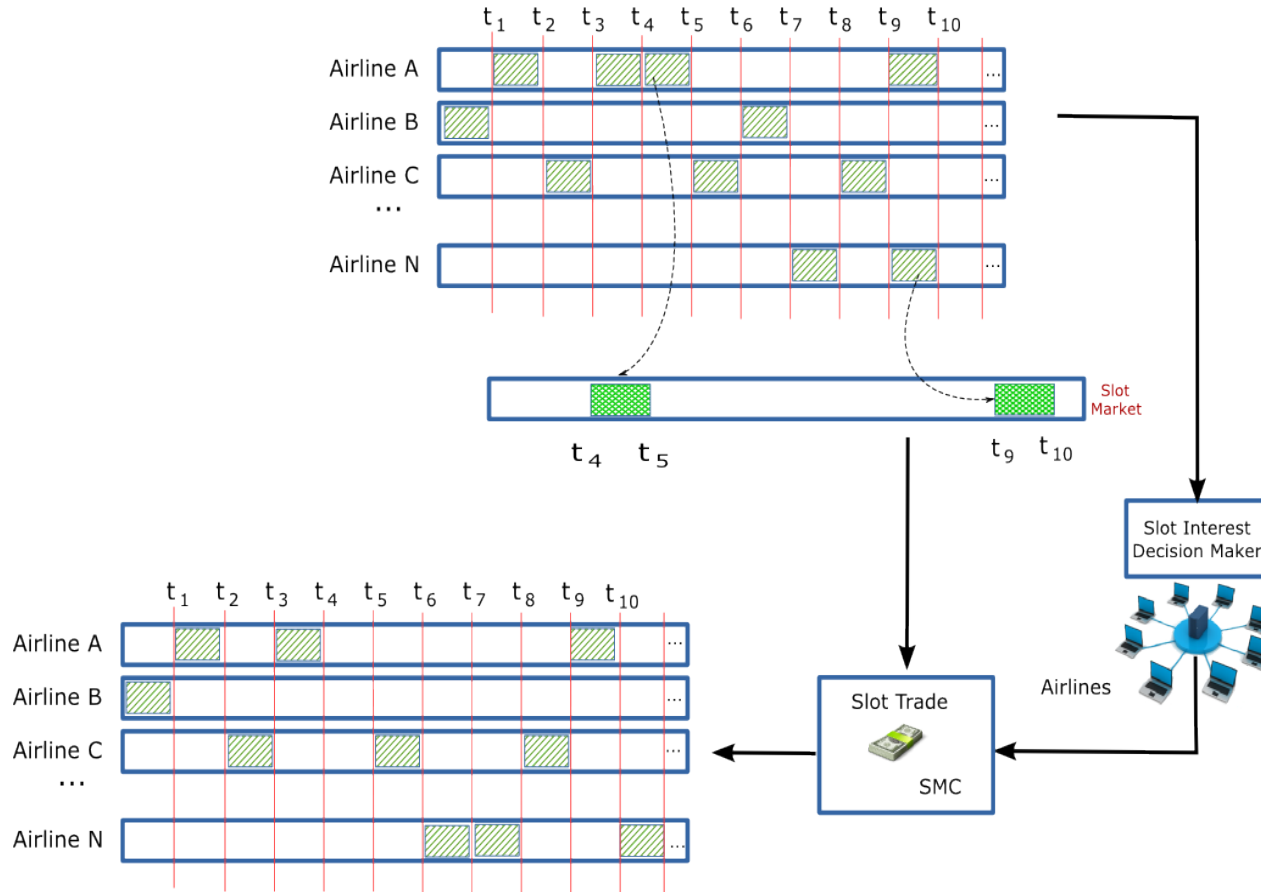 t1 t2 t3 t4 t5 t6 t7 t8 t9 t10
Airline A ...
Airline B ...
Airline C ...
...
Airline N ...
Slot
Market
t4 t5 t9 t10
Slot Interest
Decision Maker
t1 t2 t3 t4 t5 t6 t7 t8 t9 t10
Airline A ...
Airline B ...
Airline C ...
...
Airline N ...
Airlines
Slot Trade
SMC